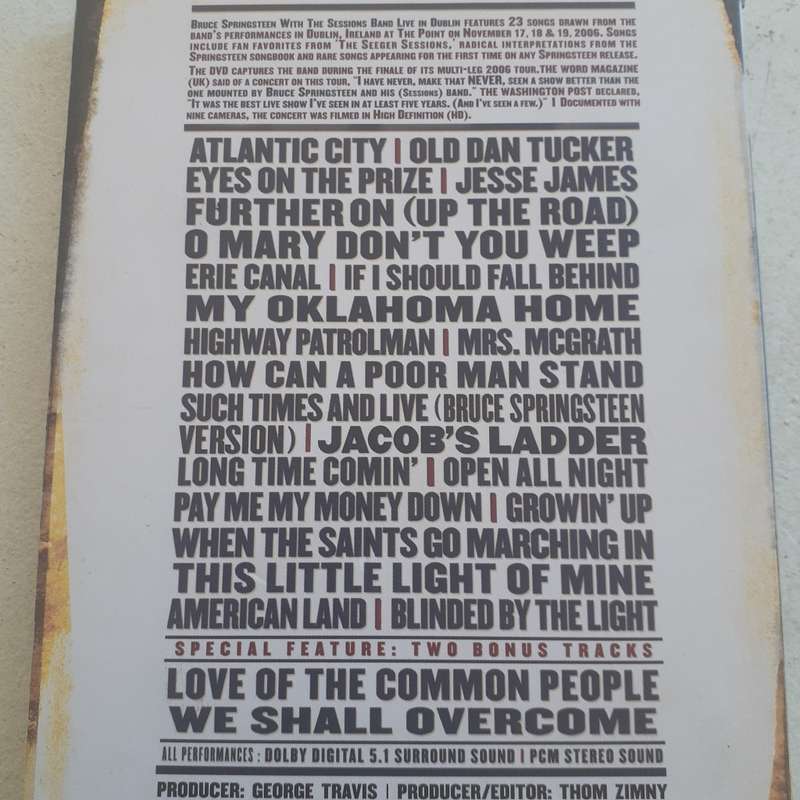 BRUCE SPRINGSTEEN WITH THE SESSIONS BAND LIVE IN DUBLIN FEATURES 23 SONGS DRAWN FROM THE
BAND'S PERFORMANCES IN DUBLIN, IRELAND AT THE POINT ON NOVEMBER 17, 18 & 19, 2006. SONGS
INCLUDE FAN FAVORITES FROM 'THE SEEGER SESSIONS,' RADICAL INTERPRETATIONS FROM THE
SPRINGSTEEN SONGBOOK AND RARE SONGS APPEARING FOR THE FIRST TIME ON ANY SPRINGSTEEN RELEASE.
THE DVD CAPTURES THE BAND DURING THE FINALE OF ITS MULTI-LEG 2006 TOUR.THE WORD MAGAZINE
(UK) SAID OF A CONCERT ON THIS TOUR, "I HAVE NEVER, MAKE THAT NEVER, SEEN A SHOW BETTER THAN THE
ONE MOUNTED BY BRUCE SPRINGSTEEN AND HIS (SESSIONS) BAND." THE WASHINGTON POST DECLARED,
"IT WAS THE BEST LIVE SHOW I'VE SEEN IN AT LEAST FIVE YEARS. (AND I'VE SEEN A FEW.)" | DOCUMENTED WITH
NINE CAMERAS, THE CONCERT WAS FILMED IN HIGH DEFINITION (HD).
ATLANTIC CITY | OLD DAN TUCKER
EYES ON THE PRIZE | JESSE JAMES
FURTHER ON (UP THE ROAD)
O MARY DON'T YOU WEEP
ERIE CANAL | IF I SHOULD FALL BEHIND
MY OKLAHOMA HOME
HIGHWAY PATROLMAN | MRS. MCGRATH
HOW CAN A POOR MAN STAND
SUCH TIMES AND LIVE (BRUCE SPRINGSTEEN
VERSION) | JACOB'S LADDER
LONG TIME COMIN' | OPEN ALL NIGHT
PAY ME MY MONEY DOWN | GROWIN' UP
WHEN THE SAINTS GO MARCHING IN
THIS LITTLE LIGHT OF MINE
AMERICAN LAND | BLINDED BY THE LIGHT
SPECIAL FEATURE: TWO BONUS TRACKS
LOVE OF THE COMMON PEOPLE
WE SHALL OVERCOME
ALL PERFORMANCES : DOLBY DIGITAL 5.1 SURROUND SOUND | PCM STEREO SOUND
PRODUCER: GEORGE TRAVIS | PRODUCER/EDITOR: THOM ZIMNY